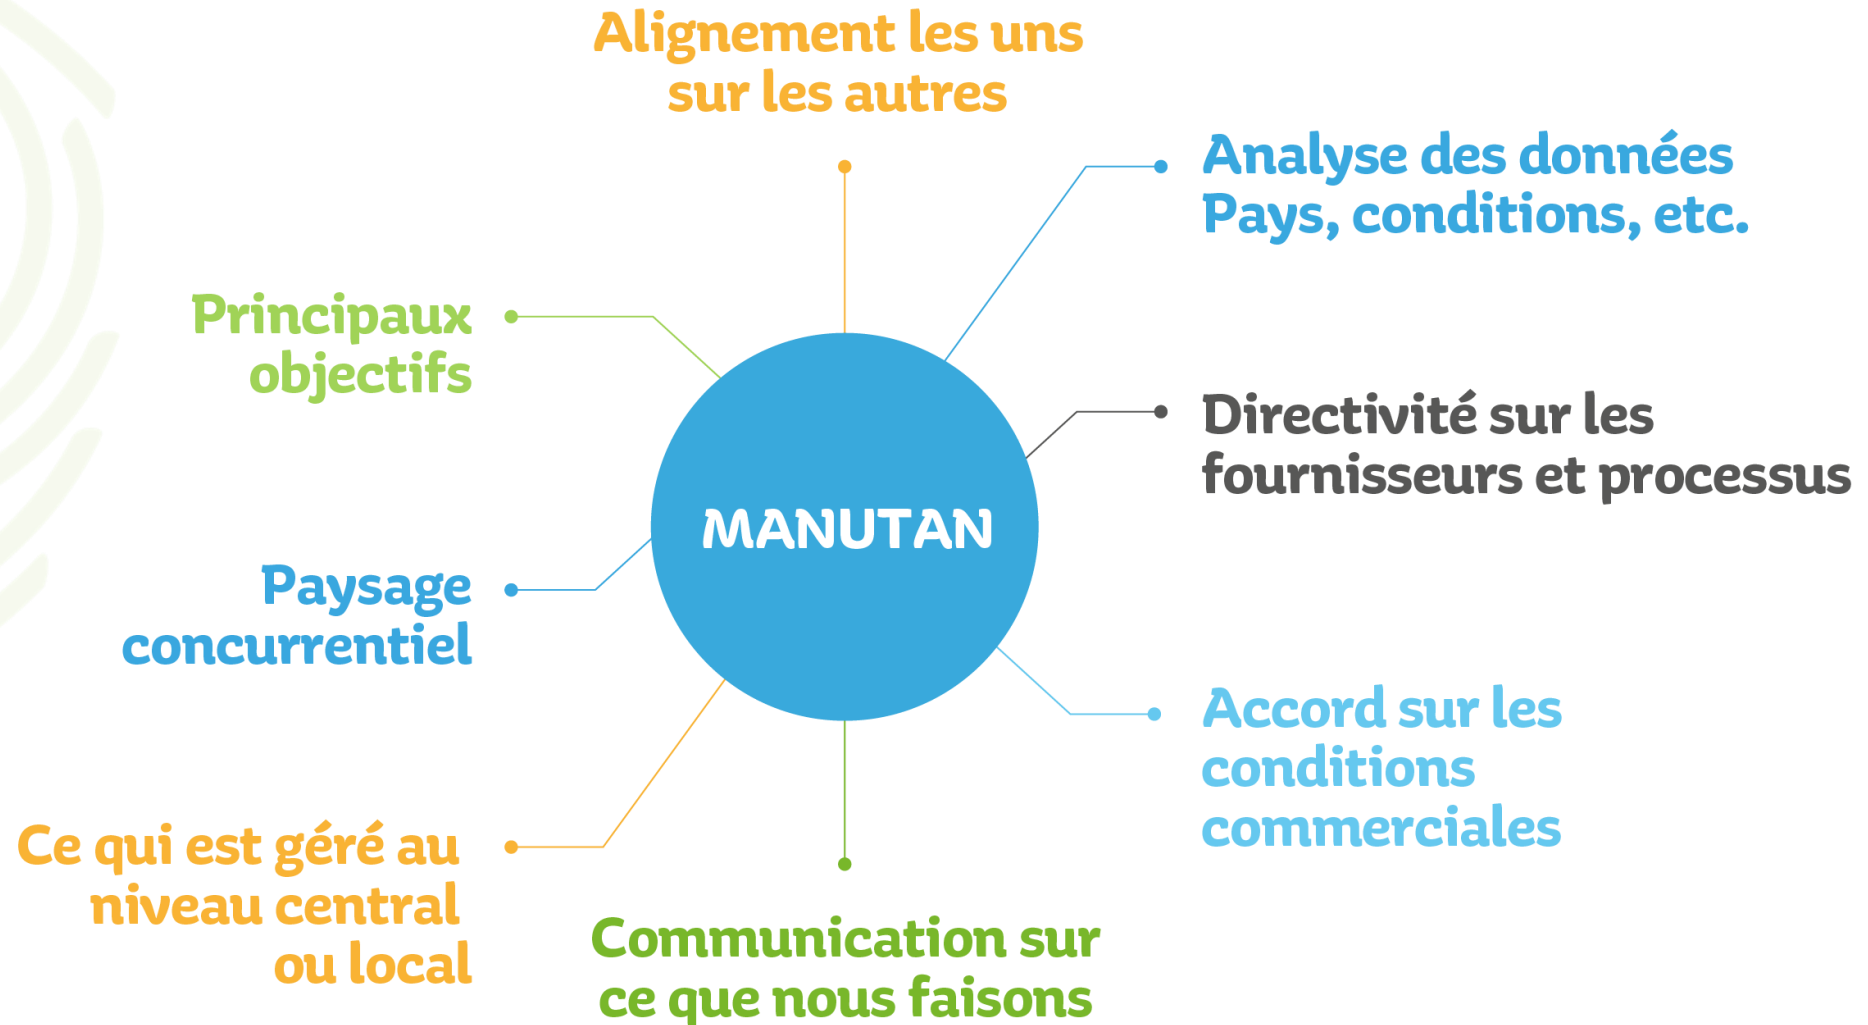 Alignement les uns
sur les autres
Analyse des données
Pays, conditions, etc.
Principaux
objectifs
Directivité sur les
fournisseurs et processus
MANUTAN
Paysage
concurrentiel
Accord sur les
conditions
commerciales
Ce qui est géré au
niveau central
ou local
Communication sur
ce que nous faisons